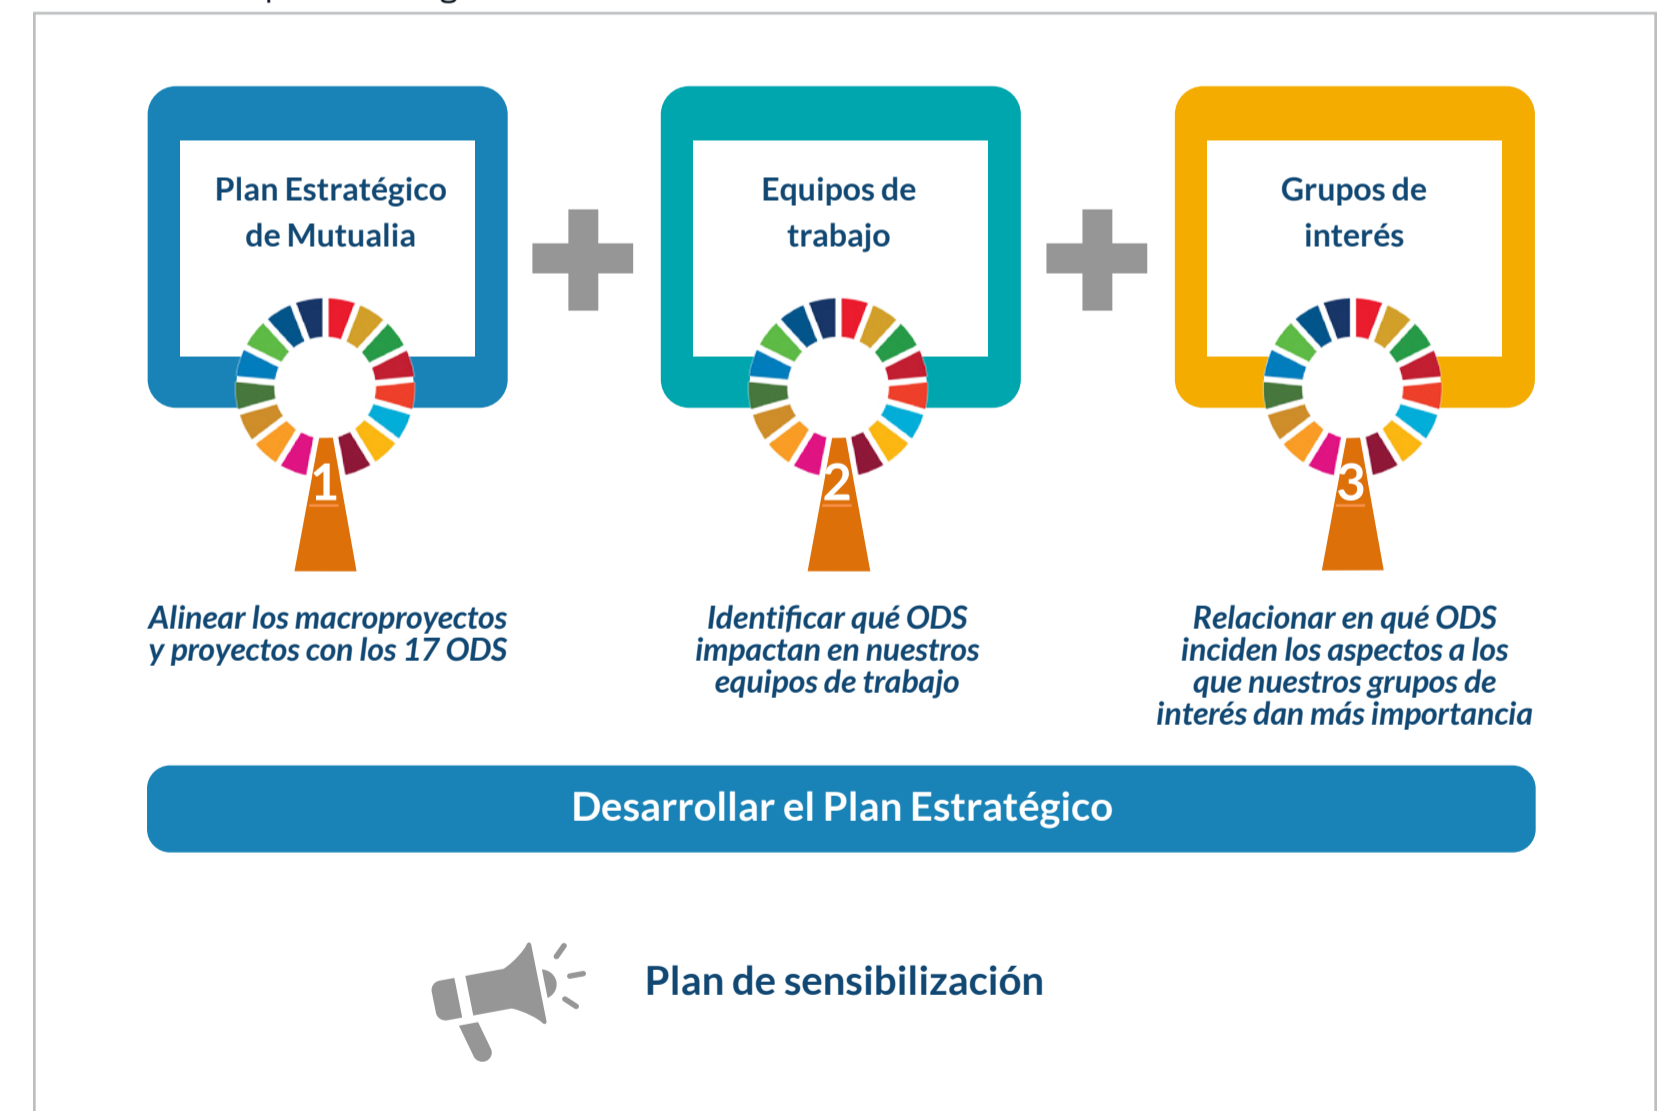 Plan Estratégico
de Mutualia
Equipos de
trabajo
Grupos de
interés
1
2
3
Alinear los macroproyectos
y proyectos con los 17 ODS
Identificar qué ODS
impactan en nuestros
equipos de trabajo
Relacionar en qué ODS
inciden los aspectos a los
que nuestros grupos de
interés dan más importancia
Desarrollar el Plan Estratégico
Plan de sensibilización